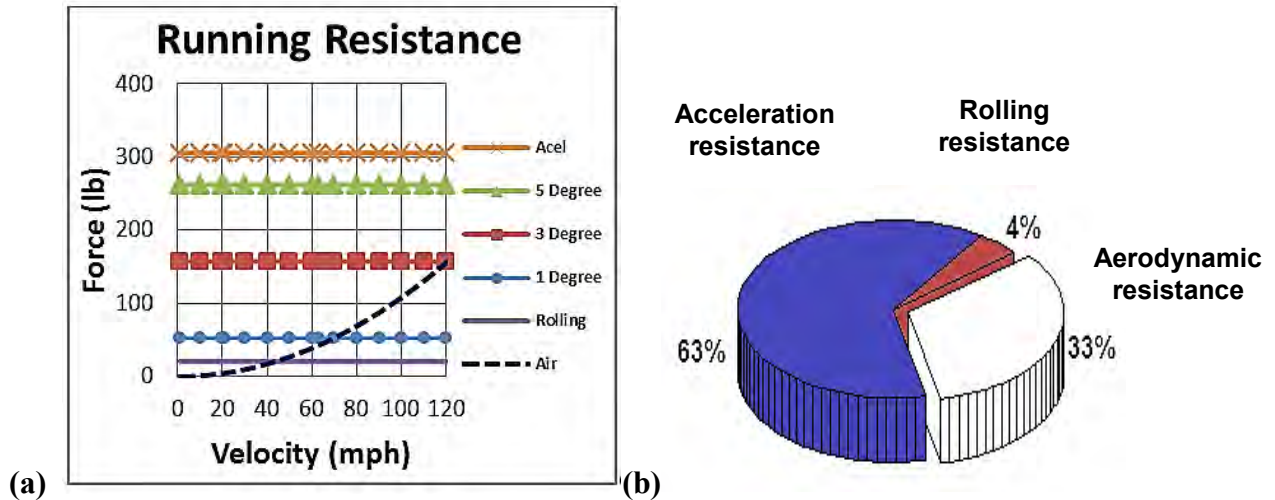 Running Resistance
400
300
200
100
0
Force (lb)
0 20 40 60 80 100 120
Velocity (mph)
Acel
5 Degree
3 Degree
1 Degree
Rolling
Air
(a)
Acceleration
resistance
Rolling
resistance
Aerodynamic
resistance
4%
63%
33%
(b)